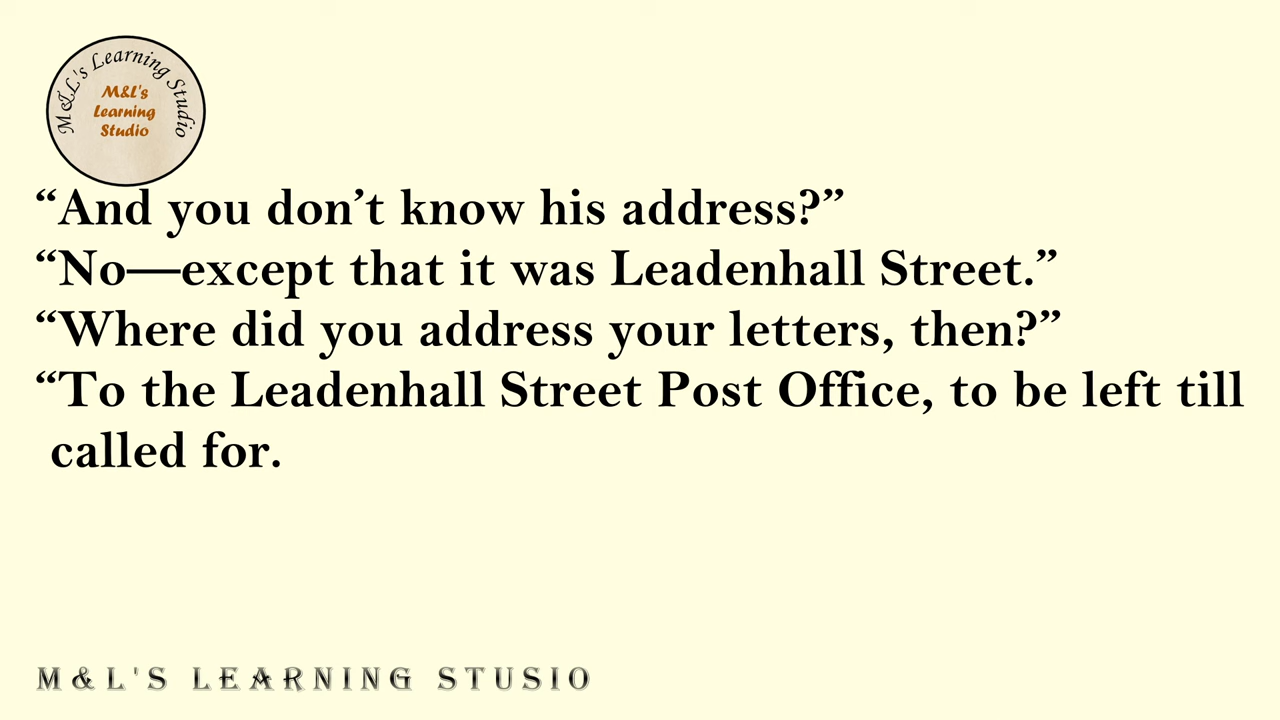 M&L's Learning Studio
M&L's
Learning
Studio
“And you don’t know his address?”
“No—except that it was Leadenhall Street.”
“Where did you address your letters, then?”
“To the Leadenhall Street Post Office, to be left till
called for.
M&L'S LEARNING STUSIO